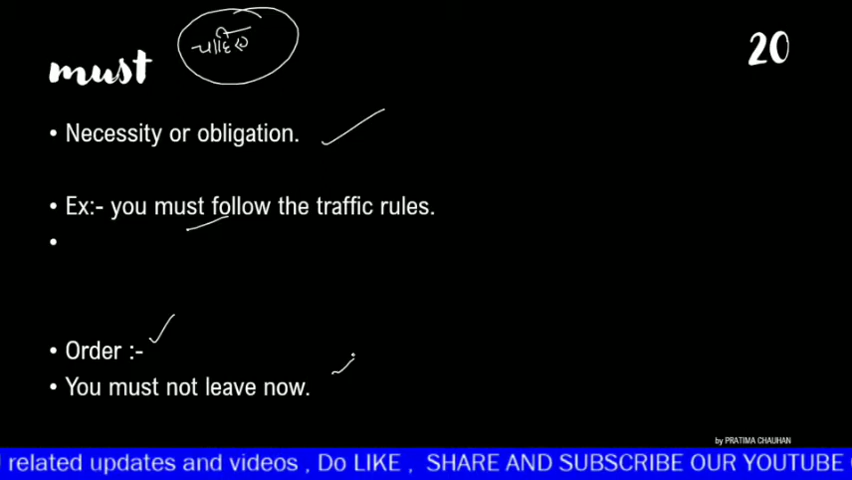 चाहिए
must
20
• Necessity or obligation.
• Ex:- you must follow the traffic rules.
•
• Order :-
• You must not leave now.
by PRATIMA CHAUHAN
related updates and videos , Do LIKE , SHARE AND SUBSCRIBE OUR YOUTUBE